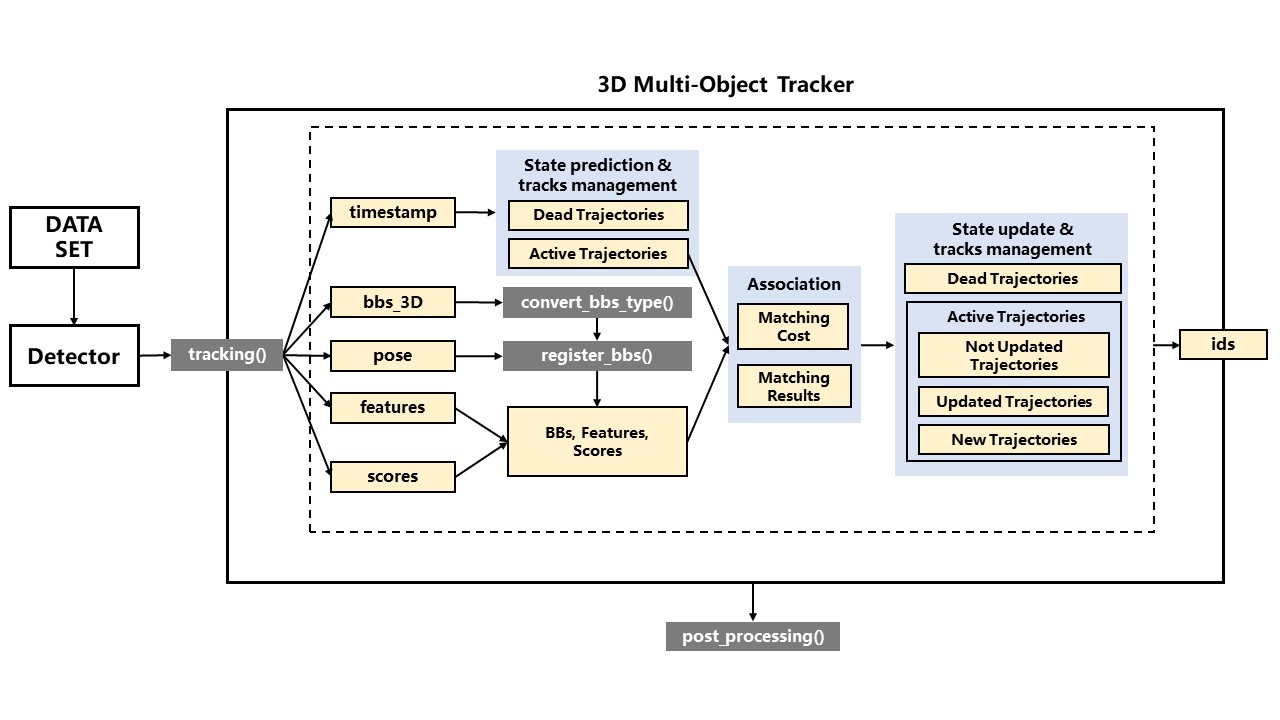 3D Multi-Object Tracker
DATA
SET
Detector
tracking()
timestamp
bbs_3D
pose
features
scores
State prediction &
tracks management
Dead Trajectories
Active Trajectories
convert_bbs_type()
register_bbs()
BBs, Features,
Scores
Association
Matching
Cost
Matching
Results
State update &
tracks management
Dead Trajectories
Active Trajectories
Not Updated
Trajectories
Updated Trajectories
New Trajectories
ids
post_processing()